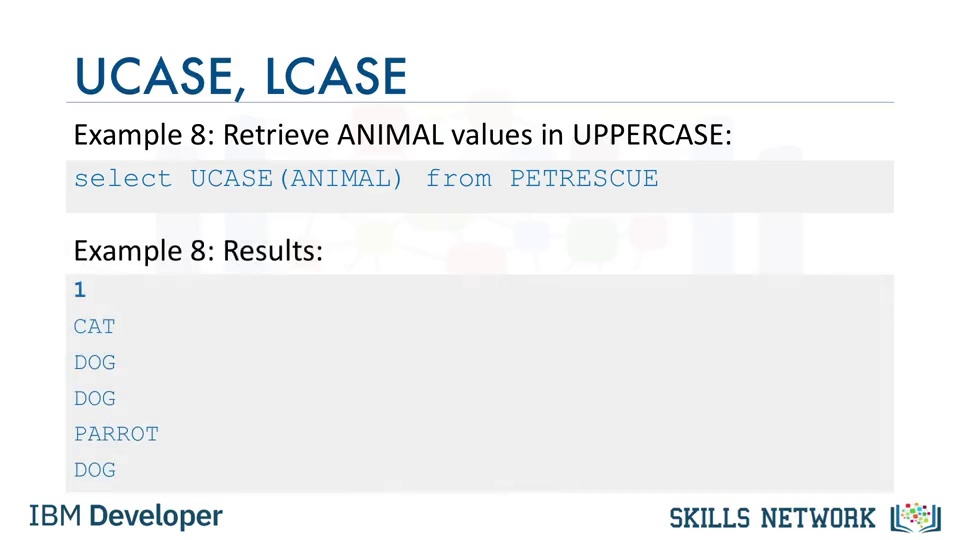 UCASE, LCASE
Example 8: Retrieve ANIMAL values in UPPERCASE:
select UCASE(ANIMAL) from PETRESCUE
Example 8: Results:
1
CAT
DOG
DOG
PARROT
DOG
IBM Developer
SKILLS NETWORK